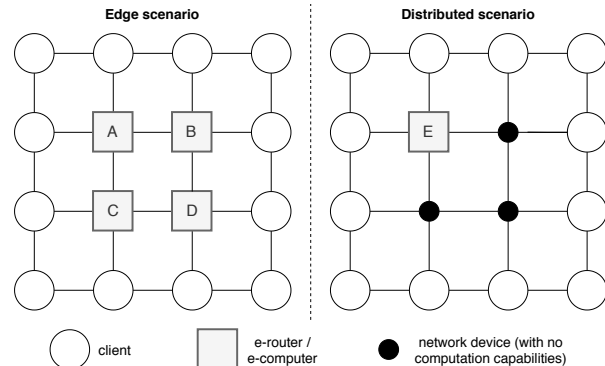 Edge scenario
Distributed scenario
A
B
E
C
D
client
e-router /
e-computer
network device (with no
computation capabilities)